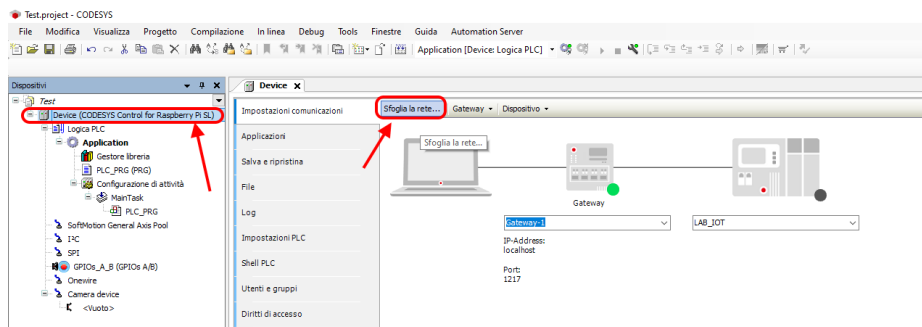 Test.project - CODESYS
File Modifica Visualizza Progetto Compilazione In linea Debug Tools Finestre Guida Automation Server
Application [Device: Logica PLC]
Dispositivi
Device
Test
Device (CODESYS Control for Raspberry Pi SL)
Logica PLC
Application
Gestore libreria
PLC_PRG (PRG)
Configurazione di attività
MainTask
PLC_PRG
SoftMotion General Axis Pool
I²C
SPI
GPIOs_A_B (GPIOs A/B)
Onewire
Camera device
<Vuoto>
Impostazioni comunicazioni
Applicazioni
Salva e ripristina
File
Log
Impostazioni PLC
Shell PLC
Utenti e gruppi
Diritti di accesso
Sfoglia la rete... Gateway Dispositivo
Sfoglia la rete...
Gateway
Gateway-1
LAB_IOT
IP-Address:
localhost
Port:
1217